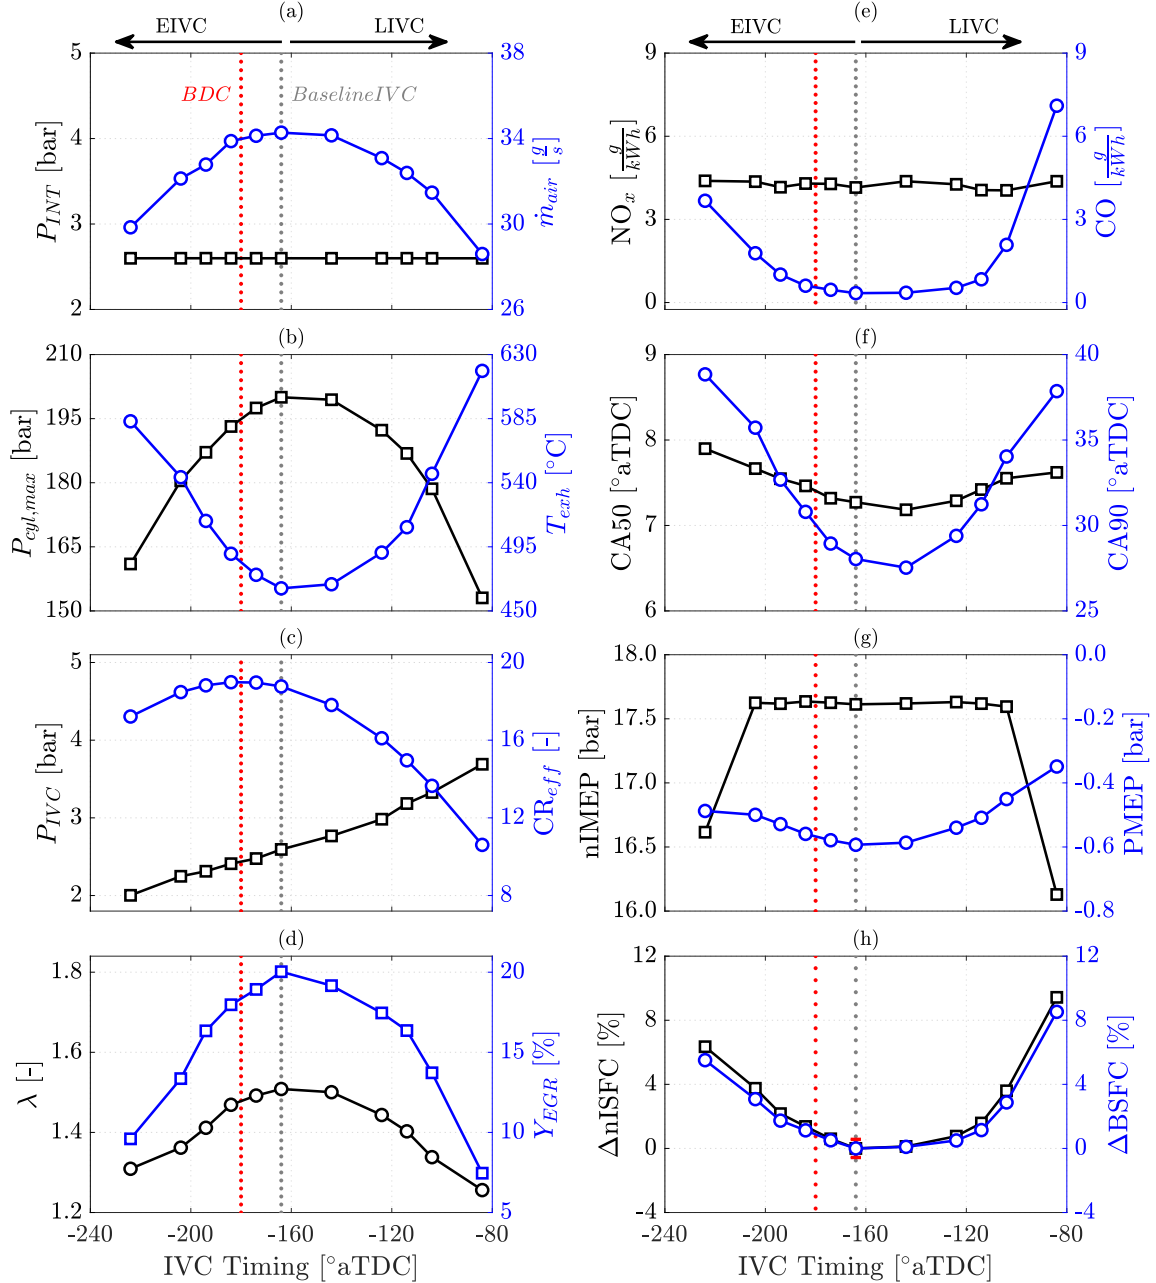 (a)
EIVC
LIVC
5
4
3
2
P_INT [bar]
38
34
30
26
ṁ_air [g/s]
BDC
BaselineIVC
(e)
EIVC
LIVC
9
6
3
0
NOₓ [g/kWh]
9
6
3
0
CO [g/kWh]
(b)
210
195
180
165
150
P_cyl,max [bar]
630
585
540
495
450
T_exh [°C]
(f)
9
8
7
6
CA50 [°aTDC]
40
35
30
25
CA90 [°aTDC]
(c)
5
4
3
2
P_IVC [bar]
20
16
12
8
CR_eff [-]
(g)
18.0
17.5
17.0
16.5
16.0
nIMEP [bar]
0.0
-0.2
-0.4
-0.6
-0.8
PMEP [bar]
(d)
1.8
1.6
1.4
1.2
λ [-]
20
15
10
5
Y_EGR [%]
-240 -200 -160 -120 -80
IVC Timing [°aTDC]
(h)
12
8
4
0
-4
ΔnISFC [%]
12
8
4
0
-4
ΔBSFC [%]
-240 -200 -160 -120 -80
IVC Timing [°aTDC]